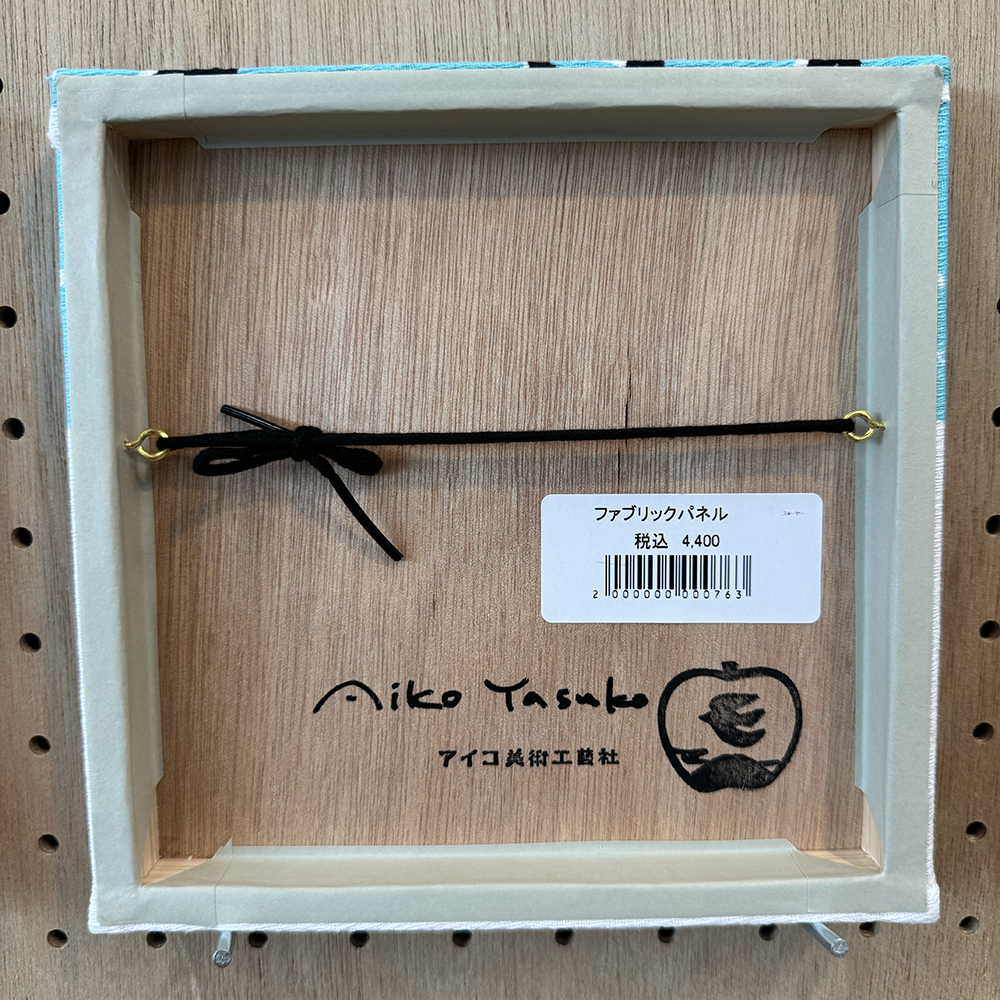 ファブリックパネル
税込 4,400
2 000000 000763
Aiko Yasuko
アイコ美術工藝社